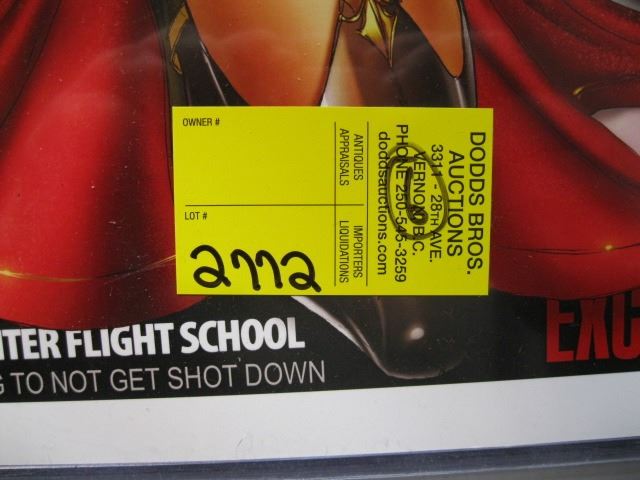 OWNER #
LOT #
2772
ANTIQUES
APPRAISALS
IMPORTERS
LIQUIDATIONS
DODDS BROS.
AUCTIONS
3311 - 28TH AVE.
VERNON B.C.
PHONE 250-545-3259
doddsauctions.com
TER FLIGHT SCHOOL
G TO NOT GET SHOT DOWN
EXC